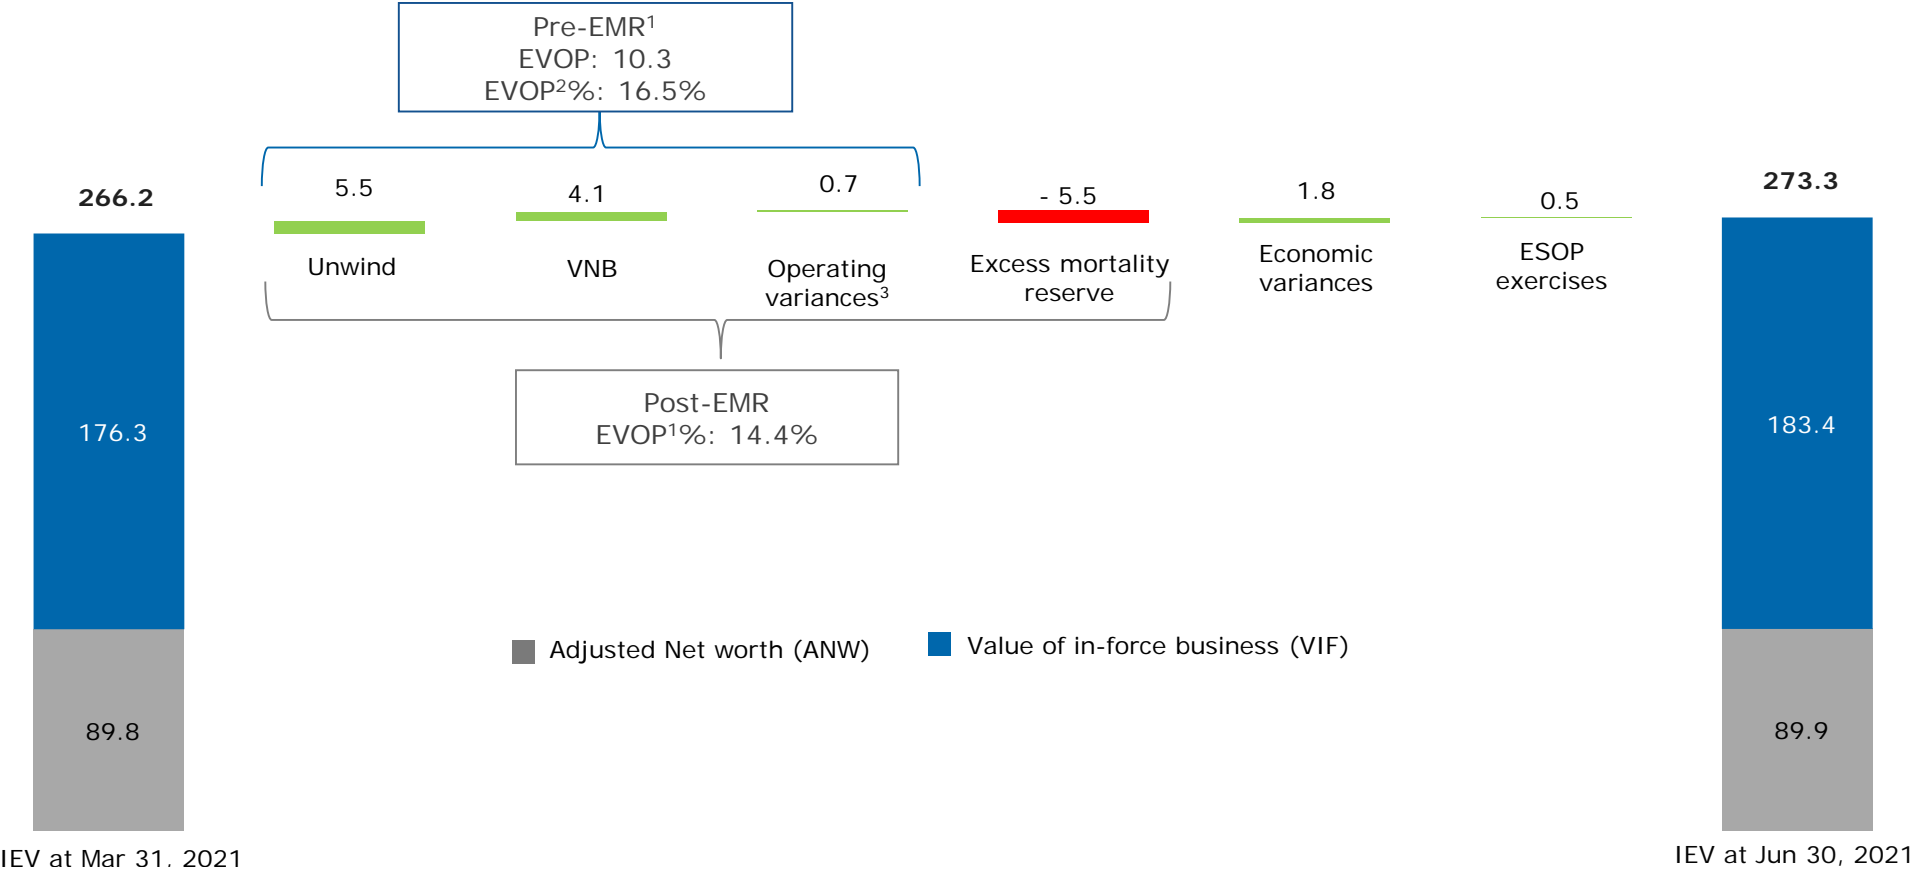 Pre-EMR¹
EVOP: 10.3
EVOP²%: 16.5%
266.2
5.5
4.1
0.7
- 5.5
1.8
0.5
273.3
Unwind
VNB
Operating
variances³
Excess mortality
reserve
Economic
variances
ESOP
exercises
Post-EMR
EVOP¹%: 14.4%
176.3
183.4
Adjusted Net worth (ANW)
Value of in-force business (VIF)
89.8
89.9
IEV at Mar 31, 2021
IEV at Jun 30, 2021